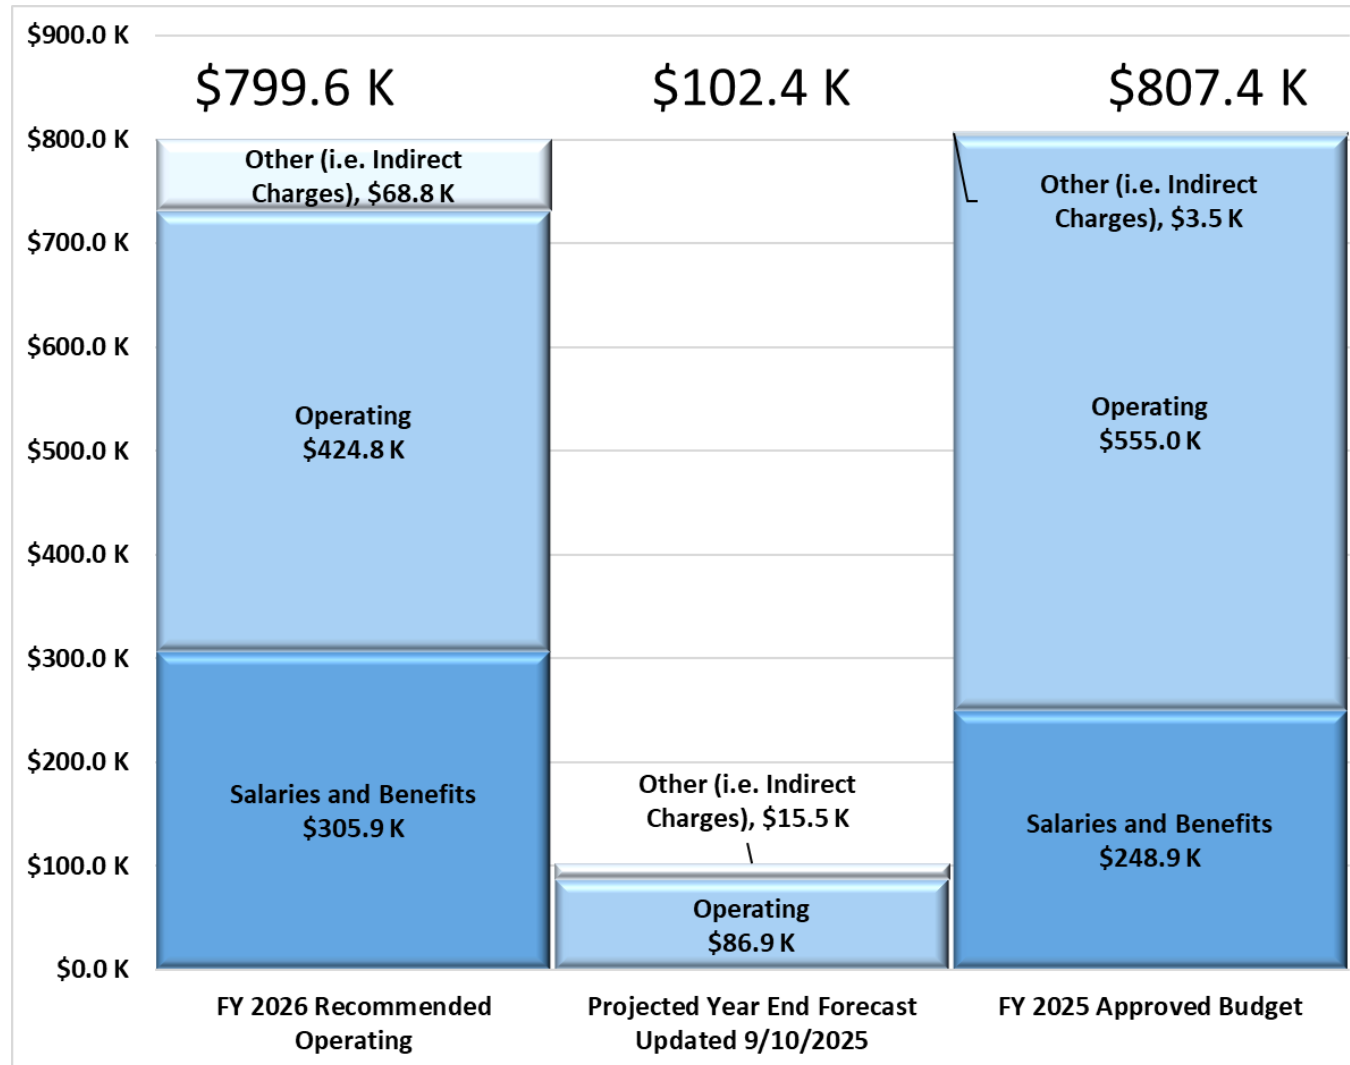 $900.0 K
$800.0 K
$700.0 K
$600.0 K
$500.0 K
$400.0 K
$300.0 K
$200.0 K
$100.0 K
$0.0 K
$799.6 K
Other (i.e. Indirect
Charges), $68.8 K
Operating
$424.8 K
Salaries and Benefits
$305.9 K
FY 2026 Recommended
Operating
$102.4 K
Other (i.e. Indirect
Charges), $15.5 K
Operating
$86.9 K
Projected Year End Forecast
Updated 9/10/2025
$807.4 K
Other (i.e. Indirect
Charges), $3.5 K
Operating
$555.0 K
Salaries and Benefits
$248.9 K
FY 2025 Approved Budget